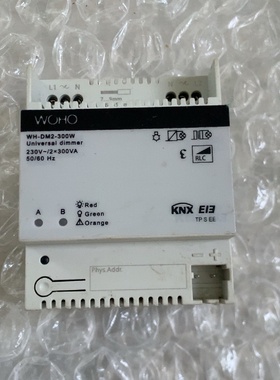 L1
N
WOHO
WH-DM2-300W
Universal dimmer
230V~/2×300VA
50/60 Hz
RLC
Red
A B Green
Orange
KNX EIB
TP S EE
Phys.Addr.